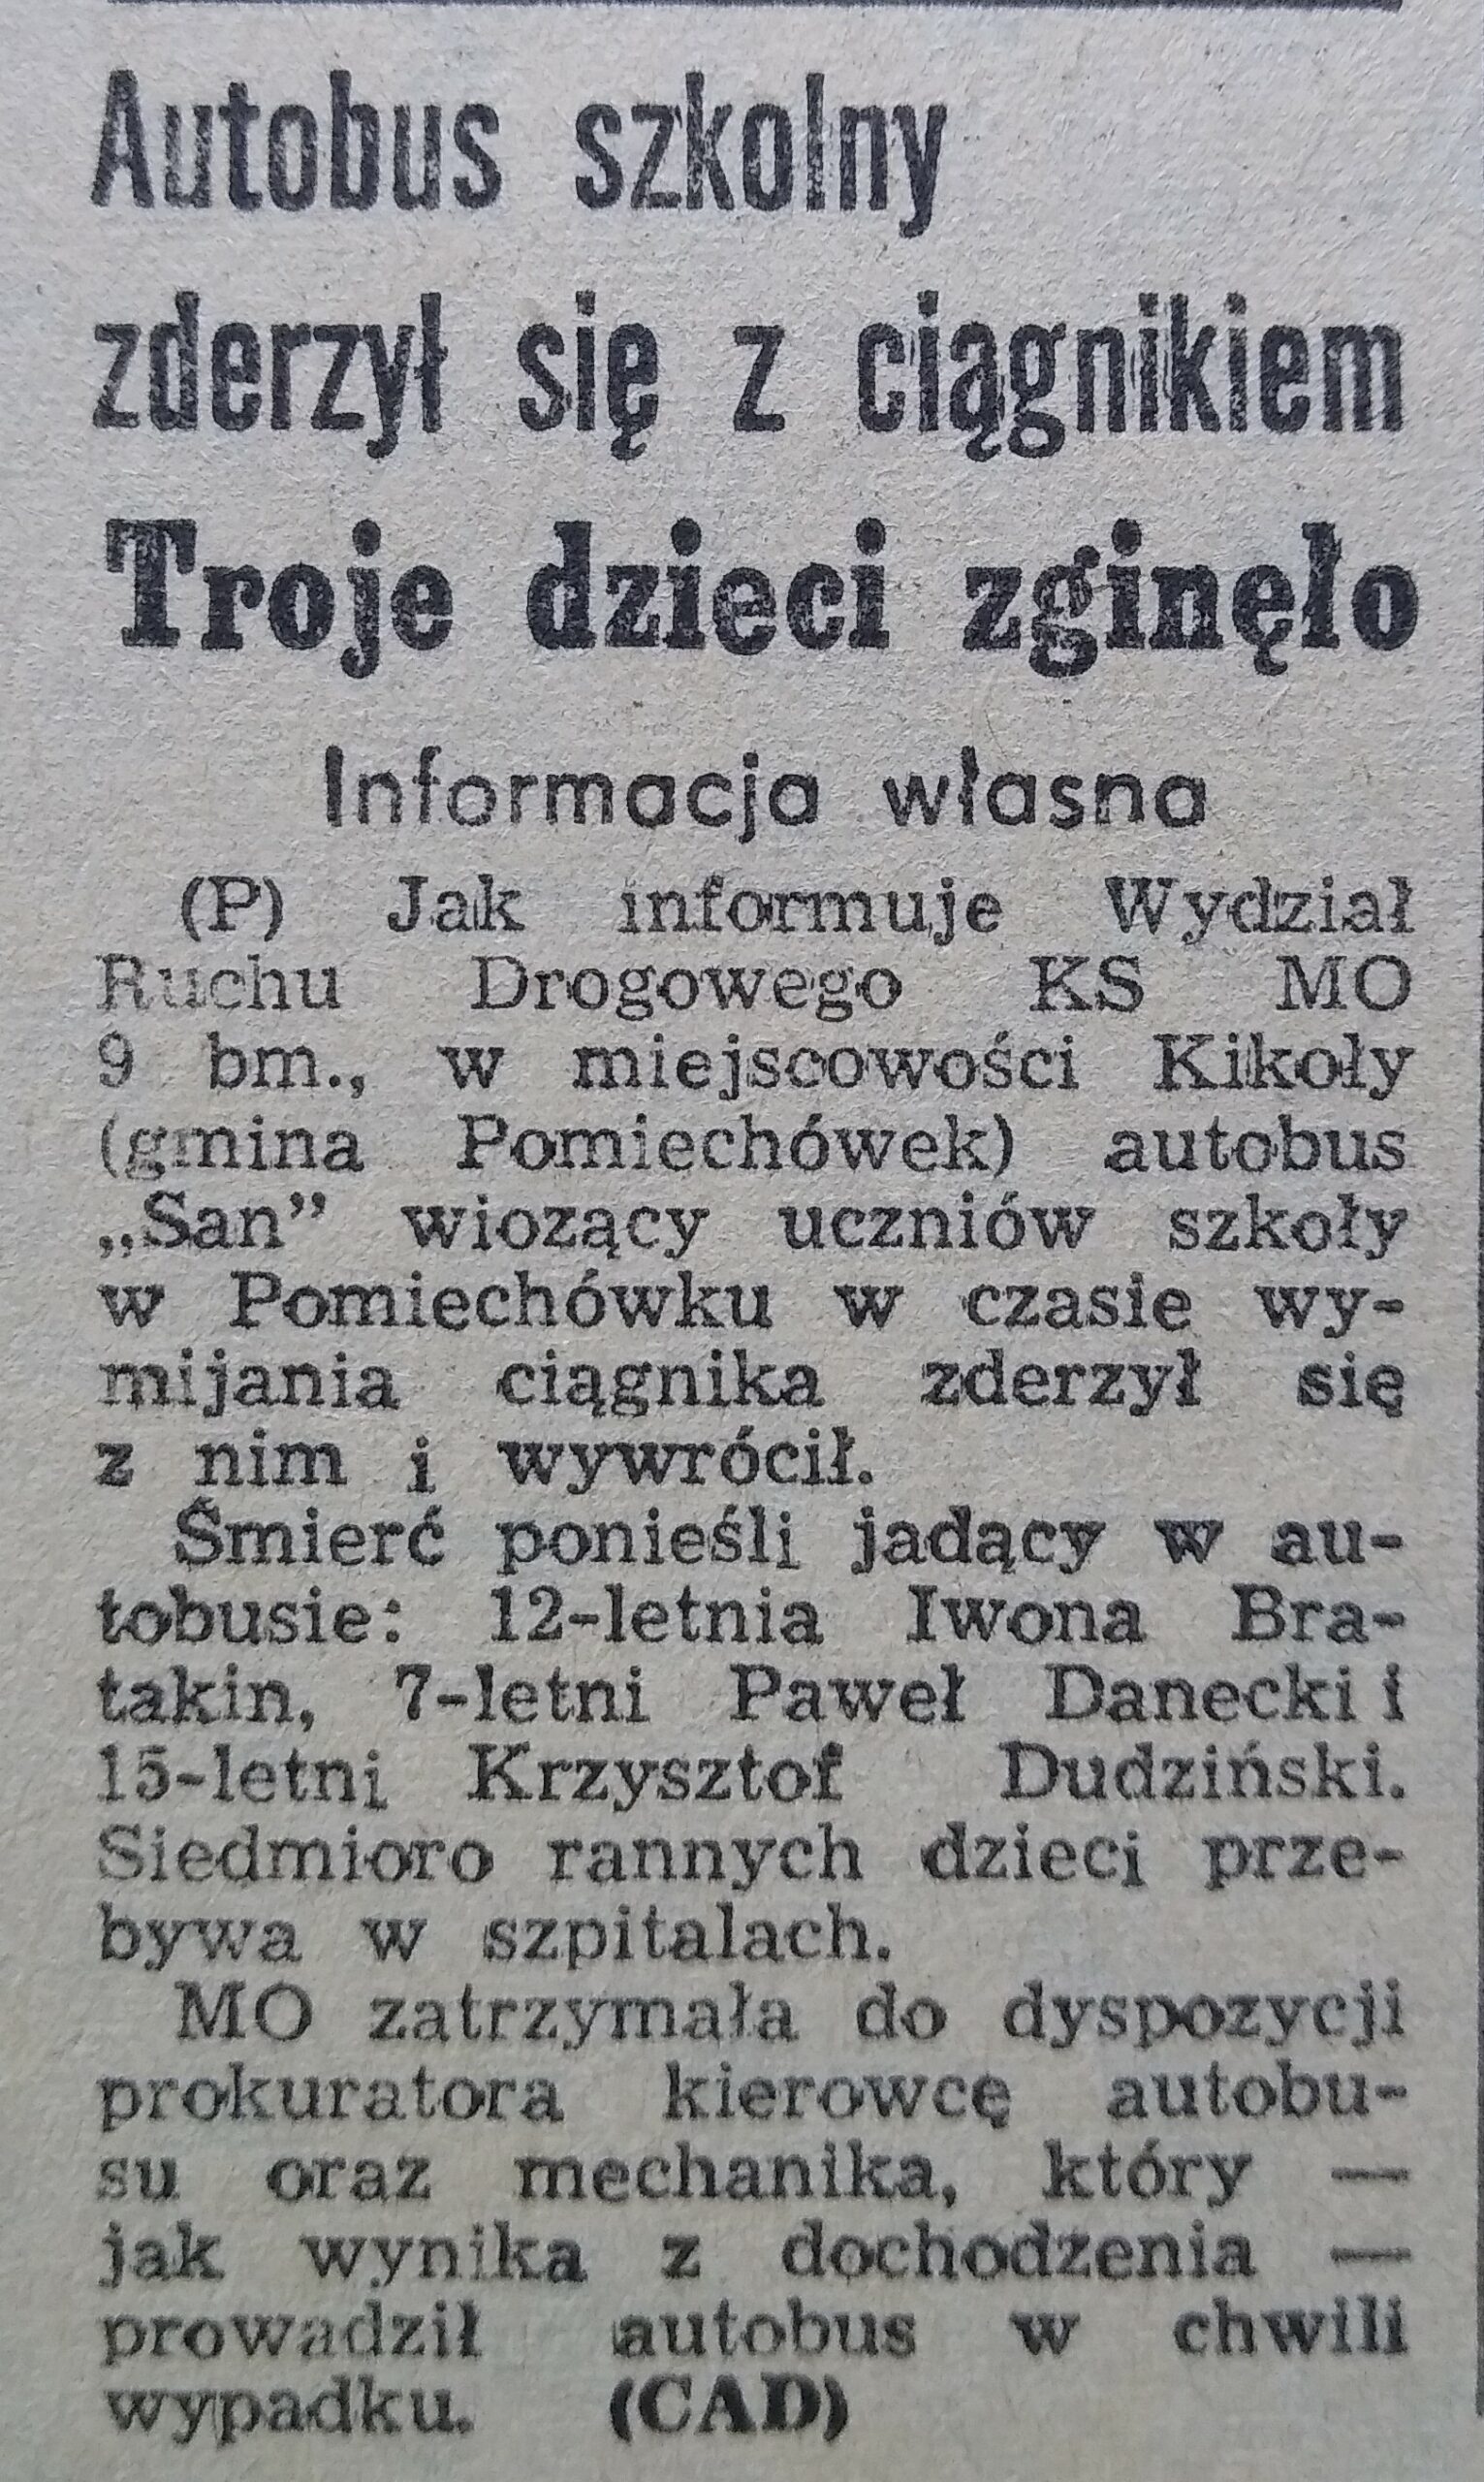 Autobus szkolny
zderzył się z ciągnikiem
Troje dzieci zginęło
Informacja własna
(P) Jak informuje Wydział
Ruchu Drogowego KS MO
9 bm., w miejscowości Kikoły
(gmina Pomiechówek) autobus
„San” wiozący uczniów szkoły
w Pomiechówku w czasie wy-
mijania ciągnika zderzył się
z nim i wywrócił.
Śmierć ponieśli jadący w au-
tobusie: 12-letnia Iwona Bra-
takin, 7-letni Paweł Danecki i
15-letni Krzysztof Dudziński.
Siedmioro rannych dzieci prze-
bywa w szpitalach.
MO zatrzymała do dyspozycji
prokuratora kierowcę autobu-
su oraz mechanika, który —
jak wynika z dochodzenia —
prowadził autobus w chwili
wypadku. (CAD)